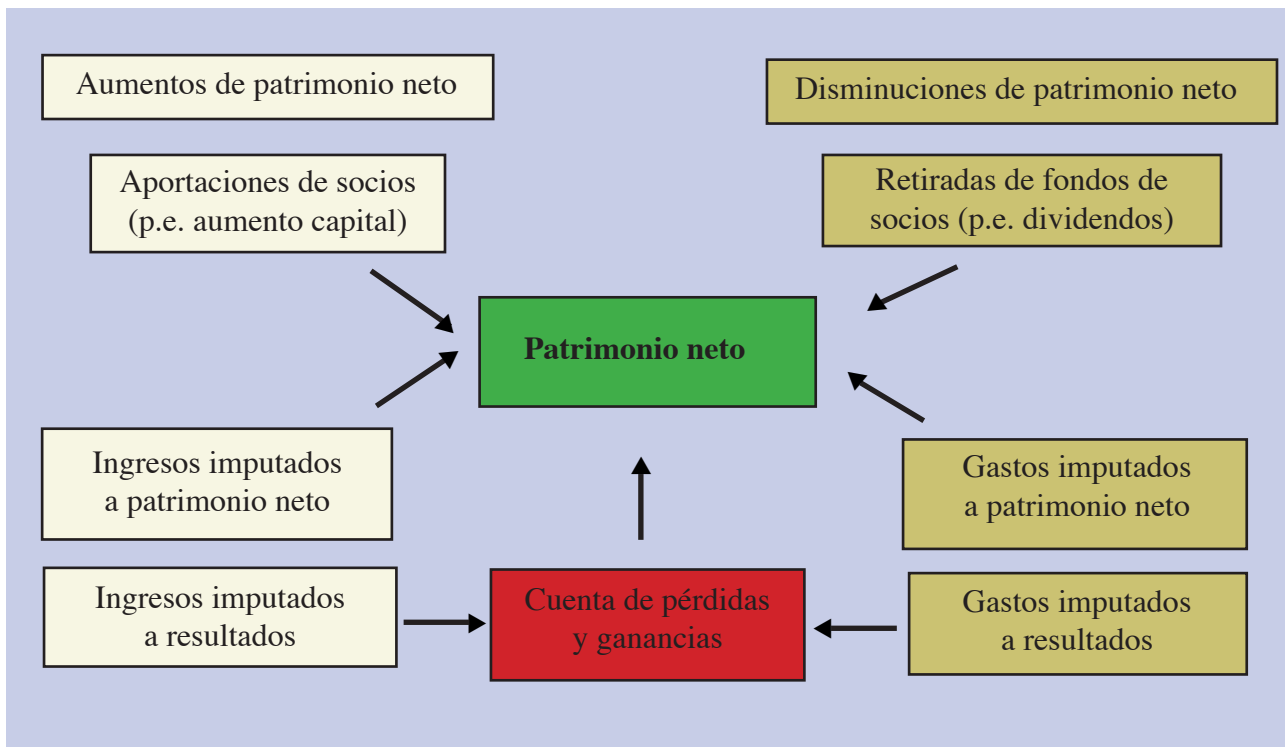 Aumentos de patrimonio neto
Disminuciones de patrimonio neto
Aportaciones de socios
(p.e. aumento capital)
Retiradas de fondos de
socios (p.e. dividendos)
Patrimonio neto
Ingresos imputados
a patrimonio neto
Gastos imputados
a patrimonio neto
Ingresos imputados
a resultados
Cuenta de pérdidas
y ganancias
Gastos imputados
a resultados